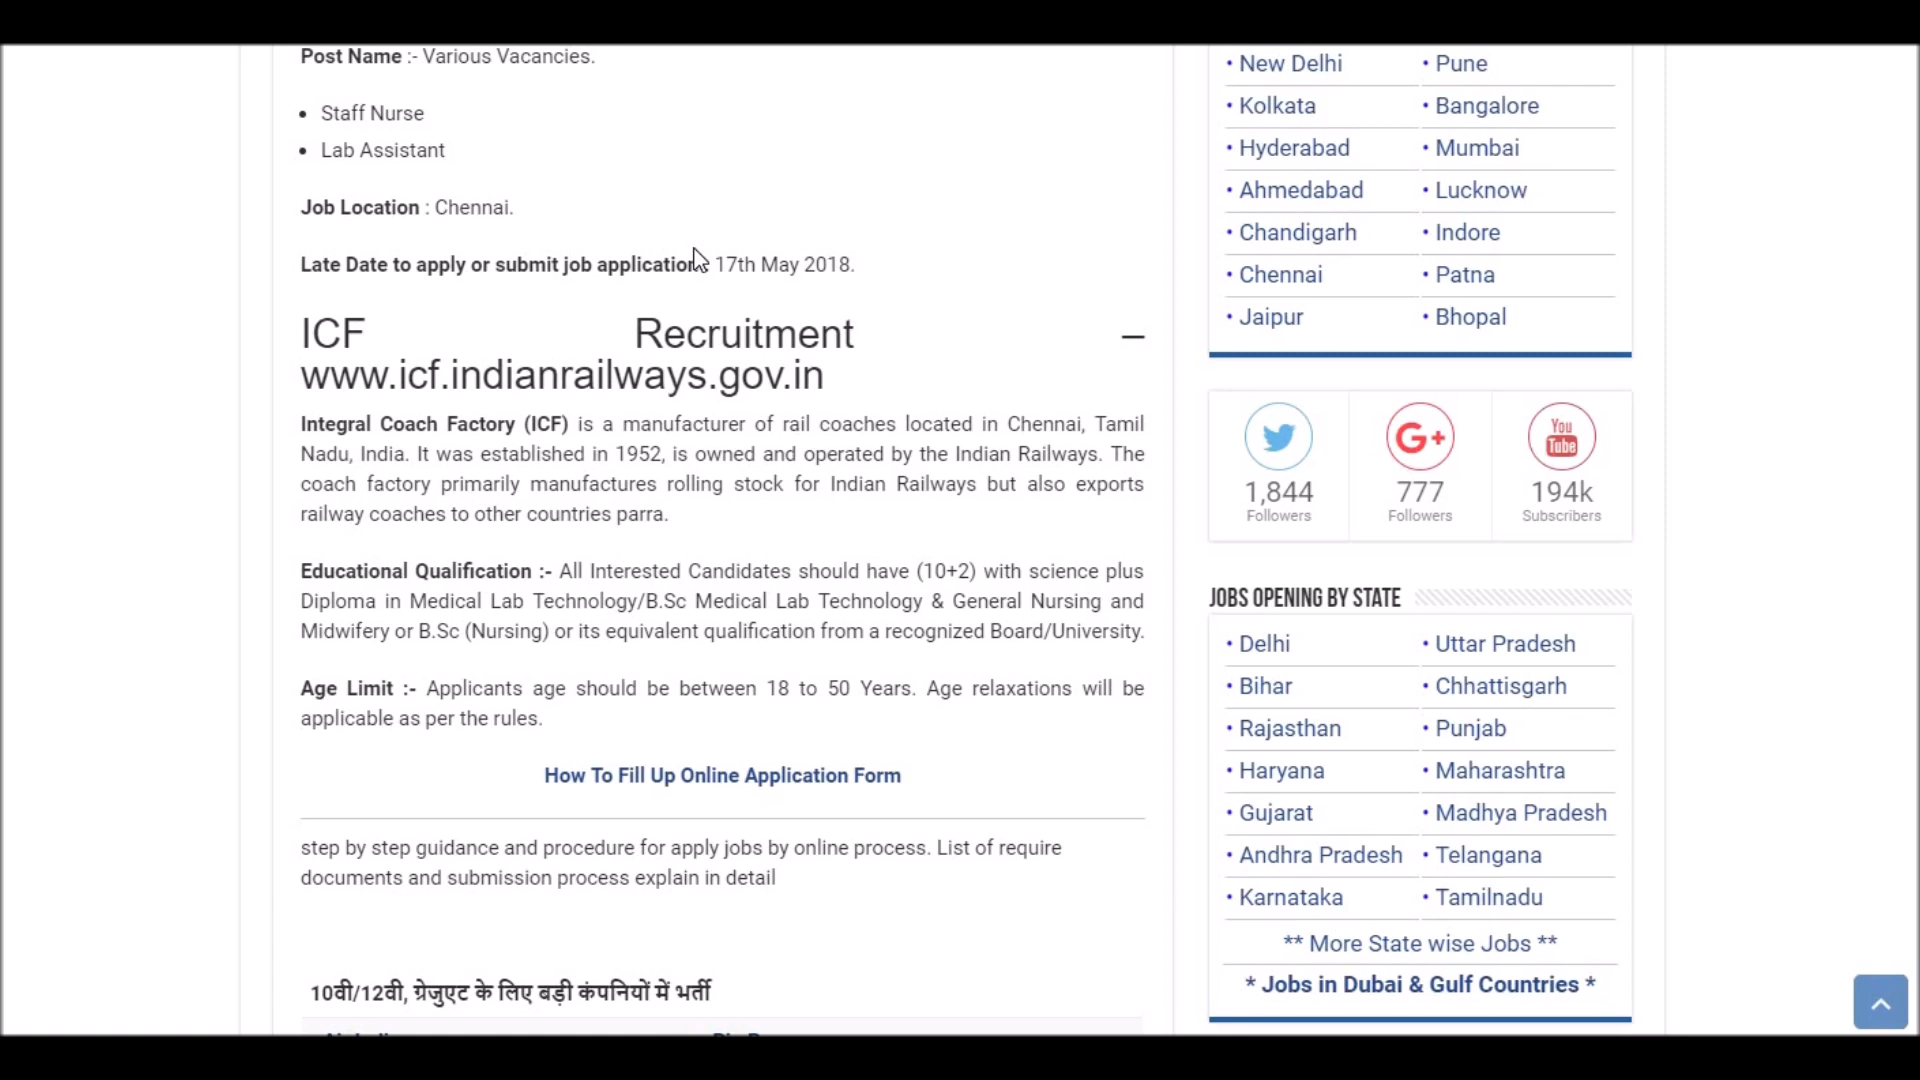 Post Name :- Various Vacancies.
• Staff Nurse
• Lab Assistant
Job Location : Chennai.
Late Date to apply or submit job application 17th May 2018.
ICF Recruitment –
www.icf.indianrailways.gov.in
Integral Coach Factory (ICF) is a manufacturer of rail coaches located in Chennai, Tamil
Nadu, India. It was established in 1952, is owned and operated by the Indian Railways. The
coach factory primarily manufactures rolling stock for Indian Railways but also exports
railway coaches to other countries parra.
Educational Qualification :- All Interested Candidates should have (10+2) with science plus
Diploma in Medical Lab Technology/B.Sc Medical Lab Technology & General Nursing and
Midwifery or B.Sc (Nursing) or its equivalent qualification from a recognized Board/University.
Age Limit :- Applicants age should be between 18 to 50 Years. Age relaxations will be
applicable as per the rules.
How To Fill Up Online Application Form
step by step guidance and procedure for apply jobs by online process. List of require
documents and submission process explain in detail
10वी/12वी, ग्रेजुएट के लिए बड़ी कंपनियों में भर्ती
• New Delhi • Pune
• Kolkata • Bangalore
• Hyderabad • Mumbai
• Ahmedabad • Lucknow
• Chandigarh • Indore
• Chennai • Patna
• Jaipur • Bhopal
G+ You Tube
1,844 777 194k
Followers Followers Subscribers
JOBS OPENING BY STATE
• Delhi • Uttar Pradesh
• Bihar • Chhattisgarh
• Rajasthan • Punjab
• Haryana • Maharashtra
• Gujarat • Madhya Pradesh
• Andhra Pradesh • Telangana
• Karnataka • Tamilnadu
** More State wise Jobs **
* Jobs in Dubai & Gulf Countries *